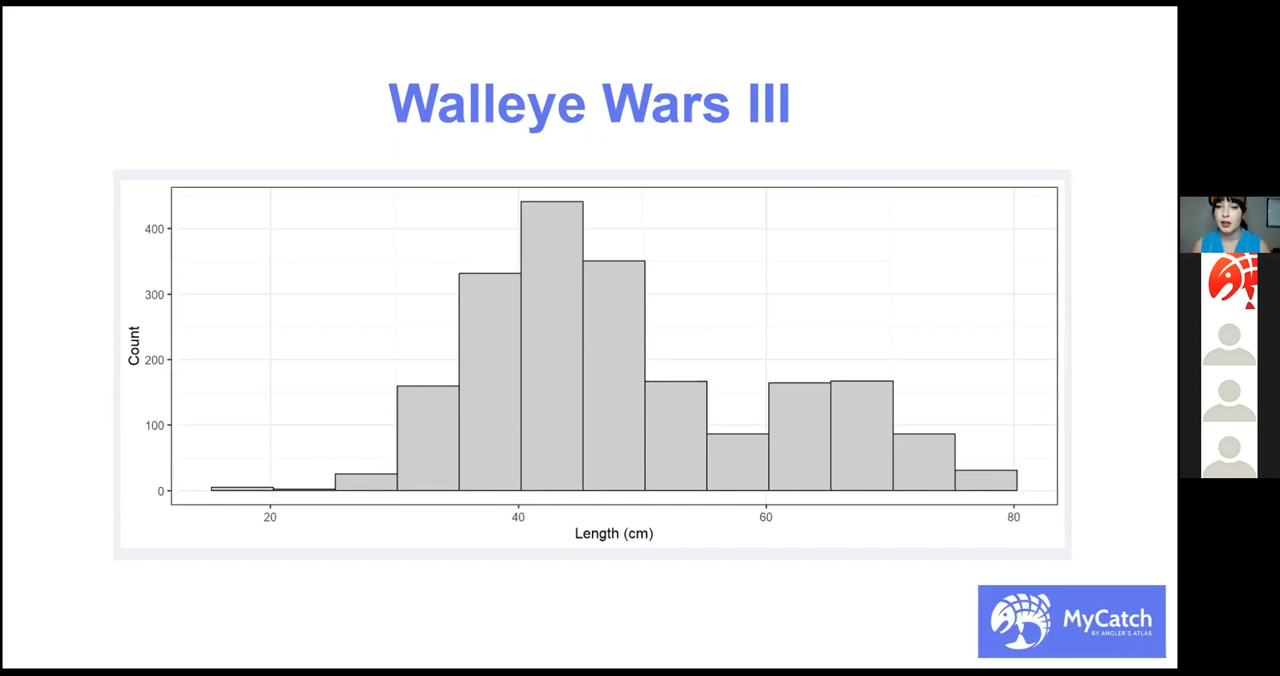 Walleye Wars III
400
300
200
100
0
Count
20
40
60
80
Length (cm)
MyCatch
BY ANGLER'S ATLAS